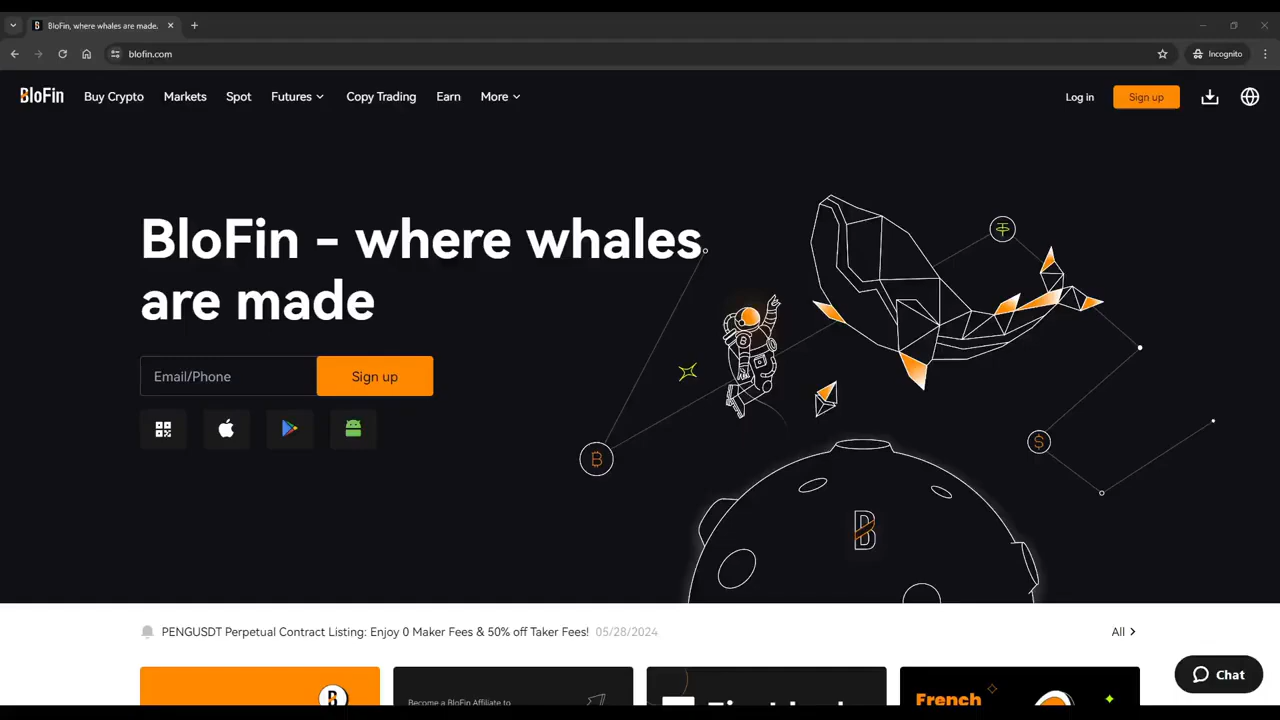 BloFin, where whales are made.
blofin.com
Incognito
BloFin
Buy Crypto
Markets
Spot
Futures
Copy Trading
Earn
More
Log in
Sign up
BloFin - where whales
are made
Email/Phone
Sign up
PENGUSDT Perpetual Contract Listing: Enjoy 0 Maker Fees & 50% off Taker Fees! 05/28/2024
All
Become a BloFin Affiliate to
French
Chat